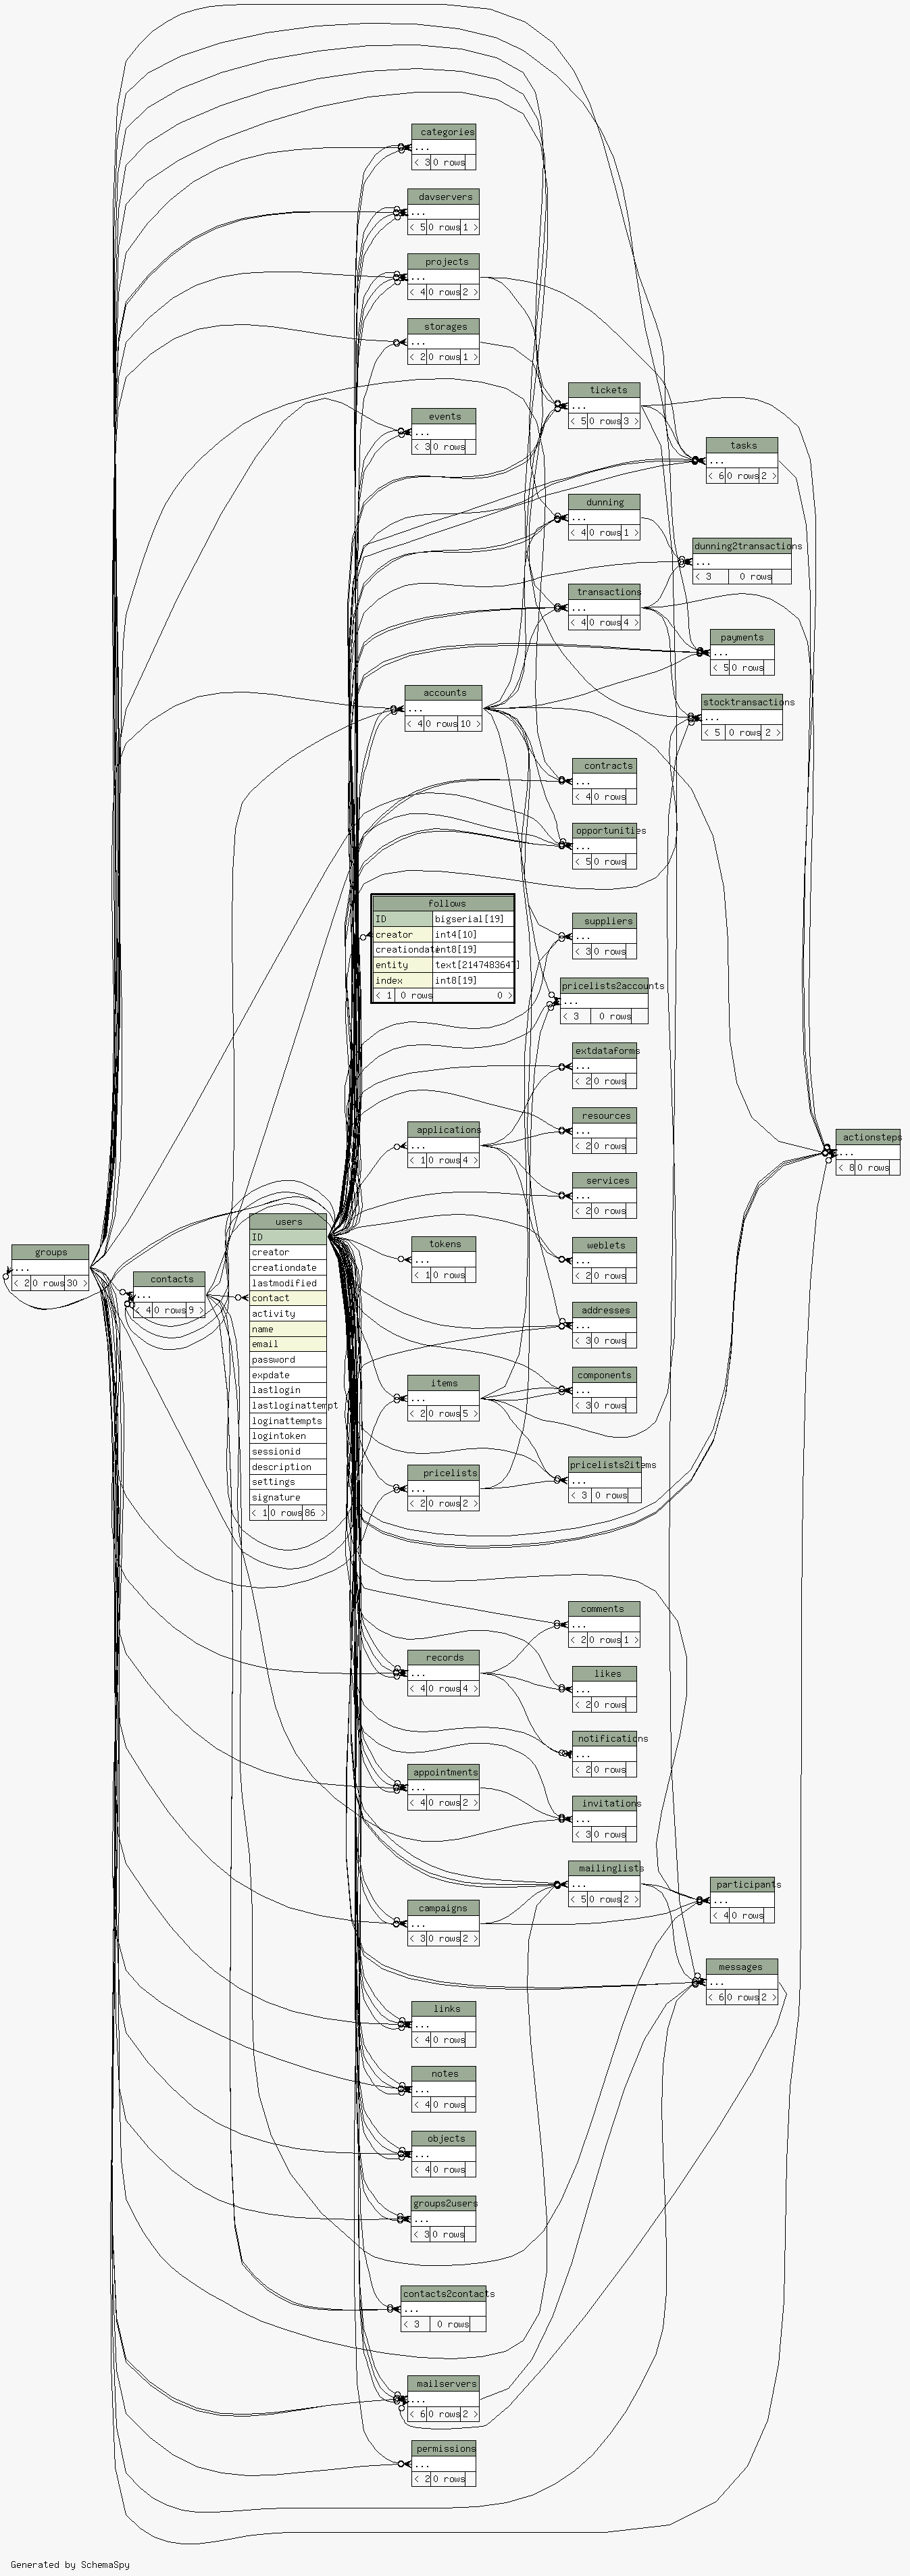 categories
...
< 3 0 rows
davservers
...
< 5 0 rows 1 >
projects
...
< 4 0 rows 2 >
storages
...
< 2 0 rows 1 >
tickets
...
< 5 0 rows 3 >
events
...
< 3 0 rows
tasks
...
< 6 0 rows 2 >
dunning
...
< 4 0 rows 1 >
dunning2transactions
...
< 3 0 rows
transactions
...
< 4 0 rows 4 >
payments
...
< 5 0 rows
accounts
...
< 4 0 rows 10 >
stocktransactions
...
< 5 0 rows 2 >
contracts
...
< 4 0 rows
opportunities
...
< 5 0 rows
follows
ID bigserial[19]
creator int4[10]
creationdate int8[19]
entity text[2147483647]
index int8[19]
< 1 0 rows 0 >
suppliers
...
< 3 0 rows
pricelists2accounts
...
< 3 0 rows
extdataforms
...
< 2 0 rows
resources
...
< 2 0 rows
applications
...
< 1 0 rows 4 >
actionsteps
...
< 8 0 rows
services
...
< 2 0 rows
users
ID
creator
creationdate
lastmodified
contact
activity
name
email
password
expdate
lastlogin
lastloginattempt
loginattempts
logintoken
sessionid
description
settings
signature
< 1 0 rows 86 >
tokens
...
< 1 0 rows
weblets
...
< 2 0 rows
groups
...
< 2 0 rows 30 >
contacts
...
< 4 0 rows 9 >
addresses
...
< 3 0 rows
items
...
< 2 0 rows 5 >
components
...
< 3 0 rows
pricelists
...
< 2 0 rows 2 >
pricelists2items
...
< 3 0 rows
comments
...
< 2 0 rows 1 >
records
...
< 4 0 rows 4 >
likes
...
< 2 0 rows
notifications
...
< 2 0 rows
appointments
...
< 4 0 rows 2 >
invitations
...
< 3 0 rows
mailinglists
...
< 5 0 rows 2 >
participants
...
< 4 0 rows
campaigns
...
< 3 0 rows 2 >
messages
...
< 6 0 rows 2 >
links
...
< 4 0 rows
notes
...
< 4 0 rows
objects
...
< 4 0 rows
groups2users
...
< 3 0 rows
contacts2contacts
...
< 3 0 rows
mailservers
...
< 6 0 rows 2 >
permissions
...
< 2 0 rows
Generated by SchemaSpy